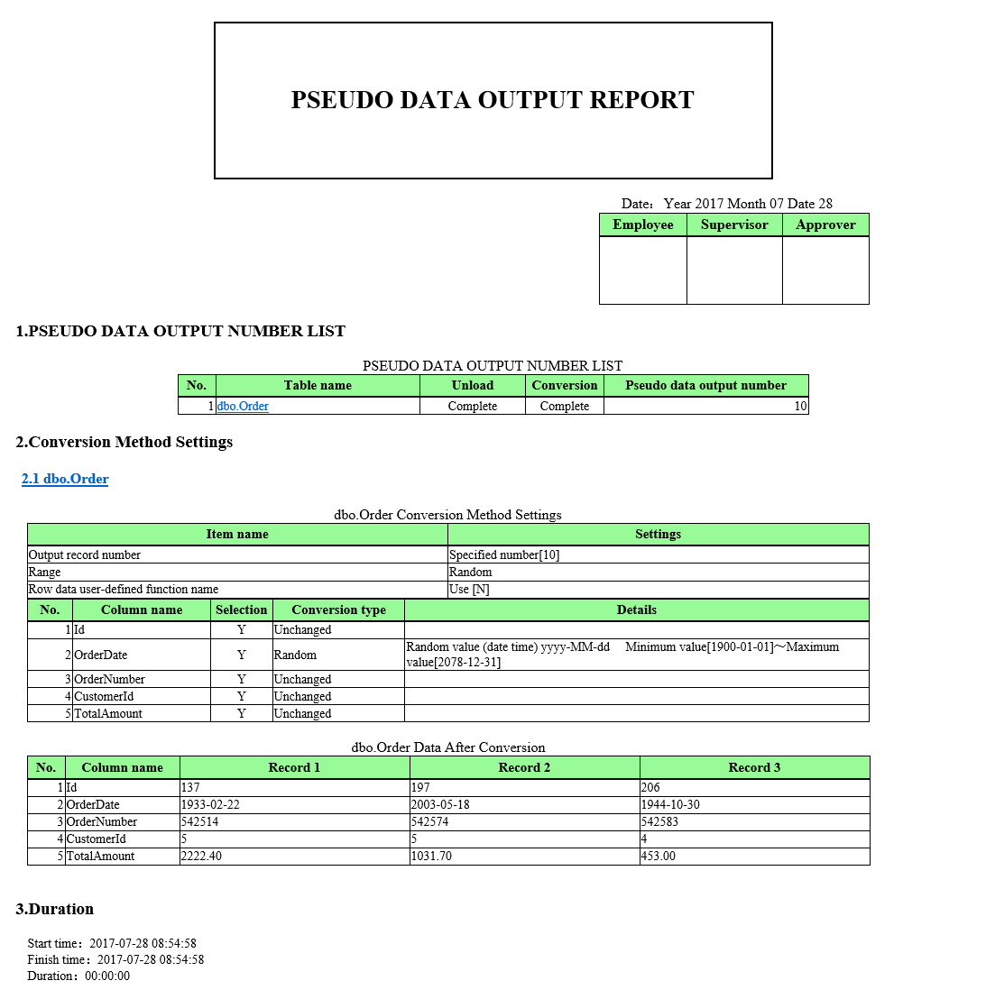 PSEUDO DATA OUTPUT REPORT
Date：Year 2017 Month 07 Date 28
Employee Supervisor Approver
1.PSEUDO DATA OUTPUT NUMBER LIST
PSEUDO DATA OUTPUT NUMBER LIST
No. Table name Unload Conversion Pseudo data output number
1 dbo.Order Complete Complete 10
2.Conversion Method Settings
2.1 dbo.Order
dbo.Order Conversion Method Settings
Item name Settings
Output record number Specified number[10]
Range Random
Row data user-defined function name Use [N]
No. Column name Selection Conversion type Details
1 Id Y Unchanged
2 OrderDate Y Random Random value (date time) yyyy-MM-dd Minimum value[1900-01-01]～Maximum
value[2078-12-31]
3 OrderNumber Y Unchanged
4 CustomerId Y Unchanged
5 TotalAmount Y Unchanged
dbo.Order Data After Conversion
No. Column name Record 1 Record 2 Record 3
1 Id 137 197 206
2 OrderDate 1933-02-22 2003-05-18 1944-10-30
3 OrderNumber 542514 542574 542583
4 CustomerId 5 5 4
5 TotalAmount 2222.40 1031.70 453.00
3.Duration
Start time：2017-07-28 08:54:58
Finish time：2017-07-28 08:54:58
Duration：00:00:00